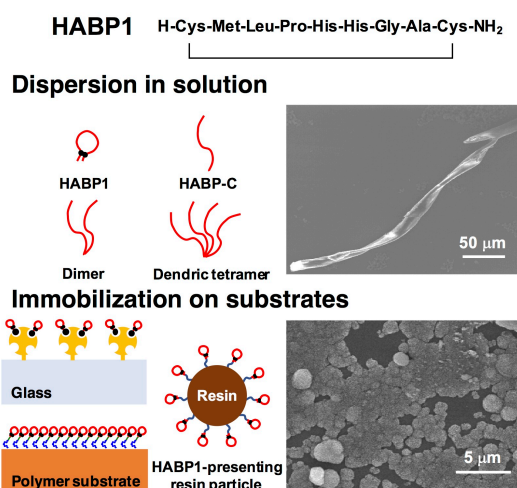 HABP1 H-Cys-Met-Leu-Pro-His-His-Gly-Ala-Cys-NH2
Dispersion in solution
HABP1 HABP-C
Dimer Dendric tetramer
50 μm
Immobilization on substrates
Glass
Resin
Polymer substrate
HABP1-presenting
resin particle
5 μm